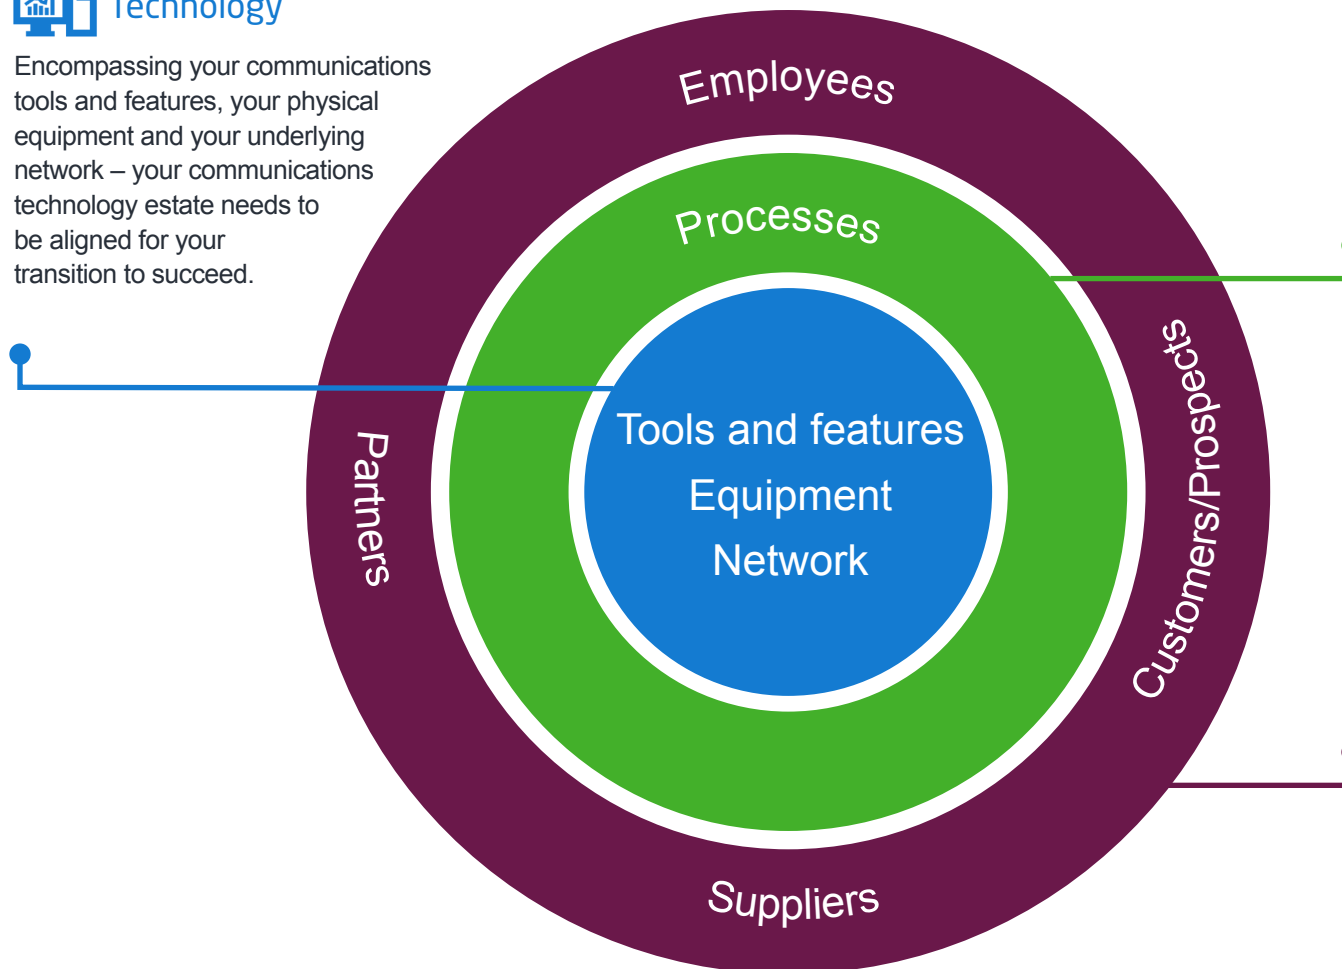 Technology
Encompassing your communications
tools and features, your physical
equipment and your underlying
network – your communications
technology estate needs to
be aligned for your
transition to succeed.
Employees
Processes
Tools and features
Equipment
Network
Partners
Customers/Prospects
Suppliers